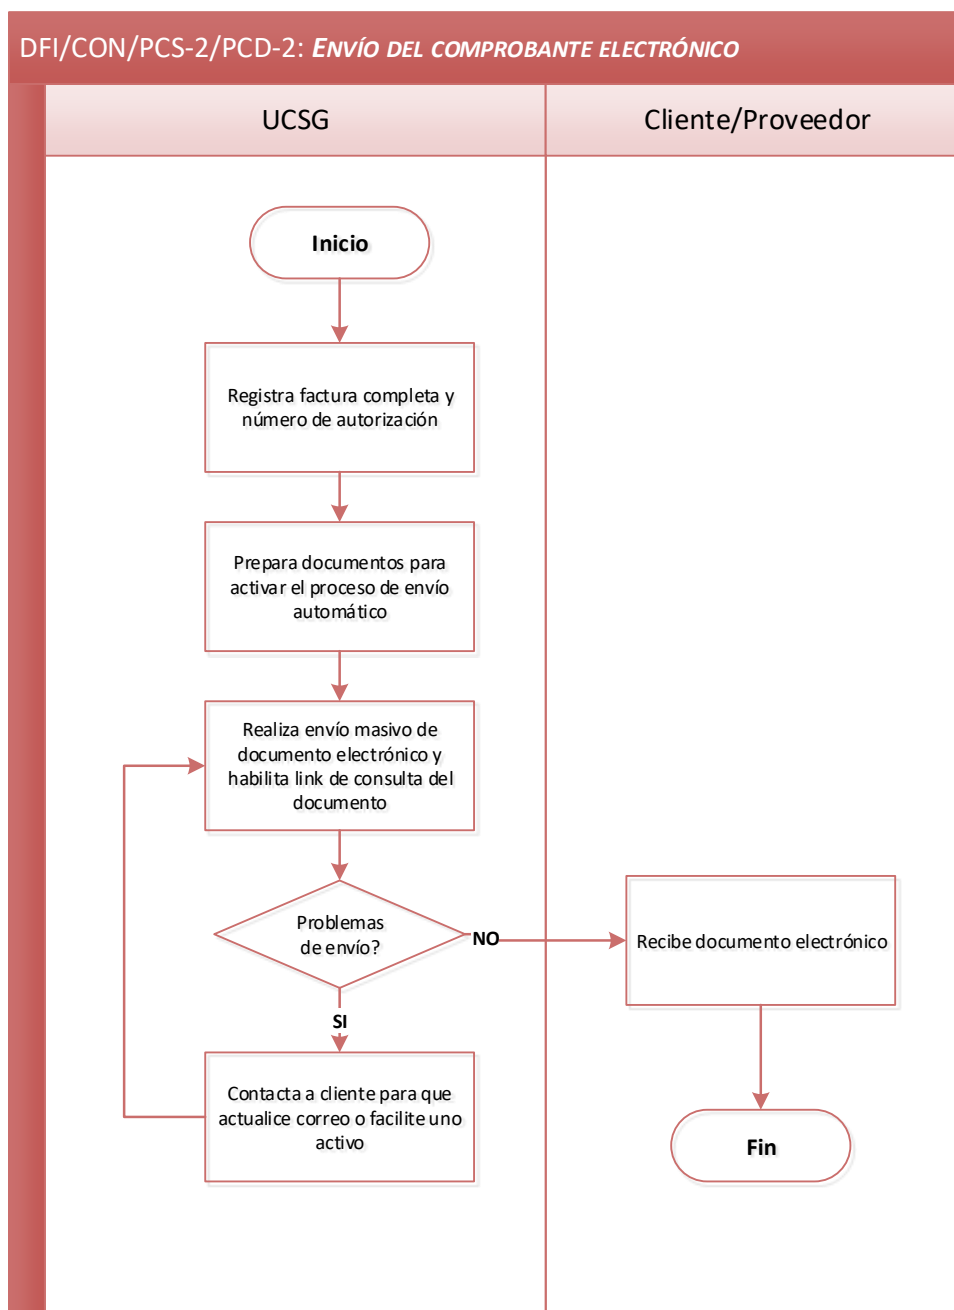 DFI/CON/PCS-2/PCD-2: ENVÍO DEL COMPROBANTE ELECTRÓNICO
UCSG
Cliente/Proveedor
Inicio
Registra factura completa y
número de autorización
Prepara documentos para
activar el proceso de envío
automático
Realiza envío masivo de
documento electrónico y
habilita link de consulta del
documento
Problemas
de envío?
NO
Recibe documento electrónico
SI
Contacta a cliente para que
actualice correo o facilite uno
activo
Fin